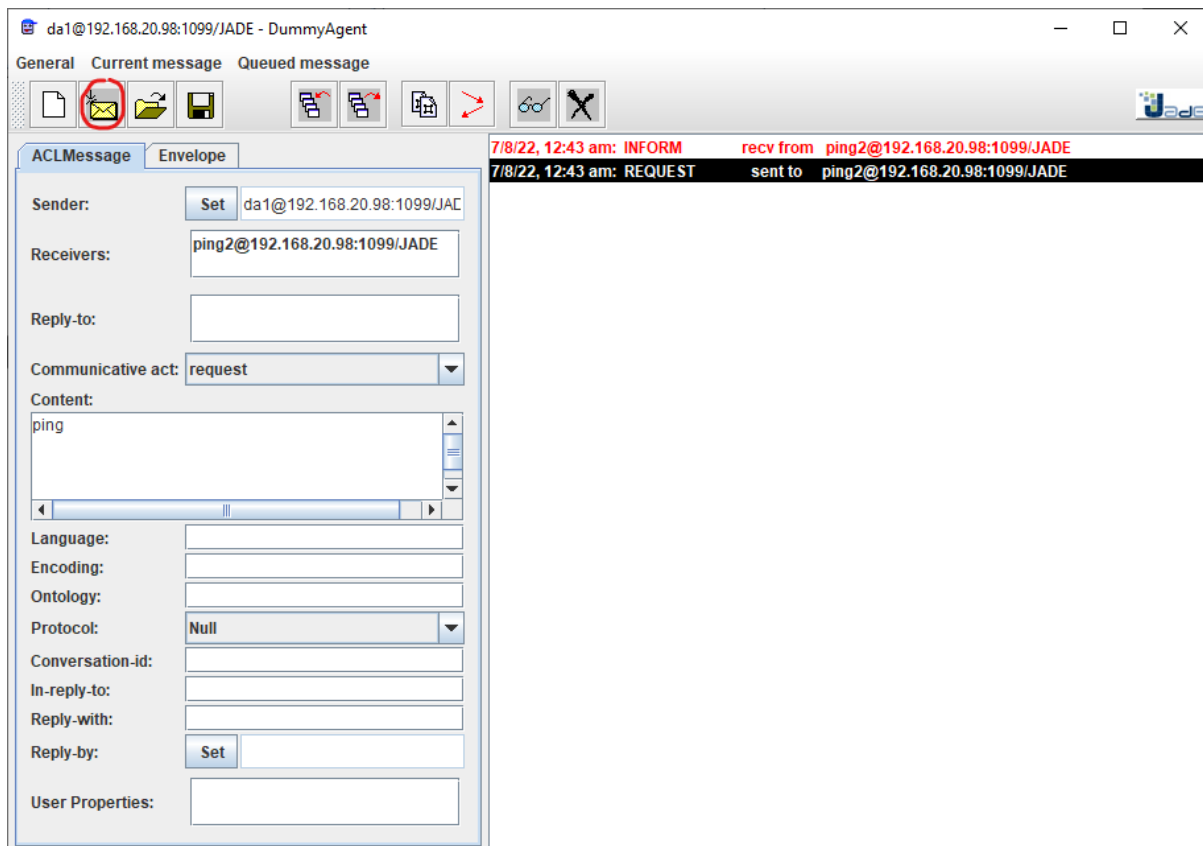 da1@192.168.20.98:1099/JADE - DummyAgent
General Current message Queued message
Jade
ACLMessage Envelope
Sender: Set da1@192.168.20.98:1099/JAD
Receivers: ping2@192.168.20.98:1099/JADE
Reply-to:
Communicative act: request
Content:
ping
Language:
Encoding:
Ontology:
Protocol: Null
Conversation-id:
In-reply-to:
Reply-with:
Reply-by: Set
User Properties:
7/8/22, 12:43 am: INFORM recv from ping2@192.168.20.98:1099/JADE
7/8/22, 12:43 am: REQUEST sent to ping2@192.168.20.98:1099/JADE